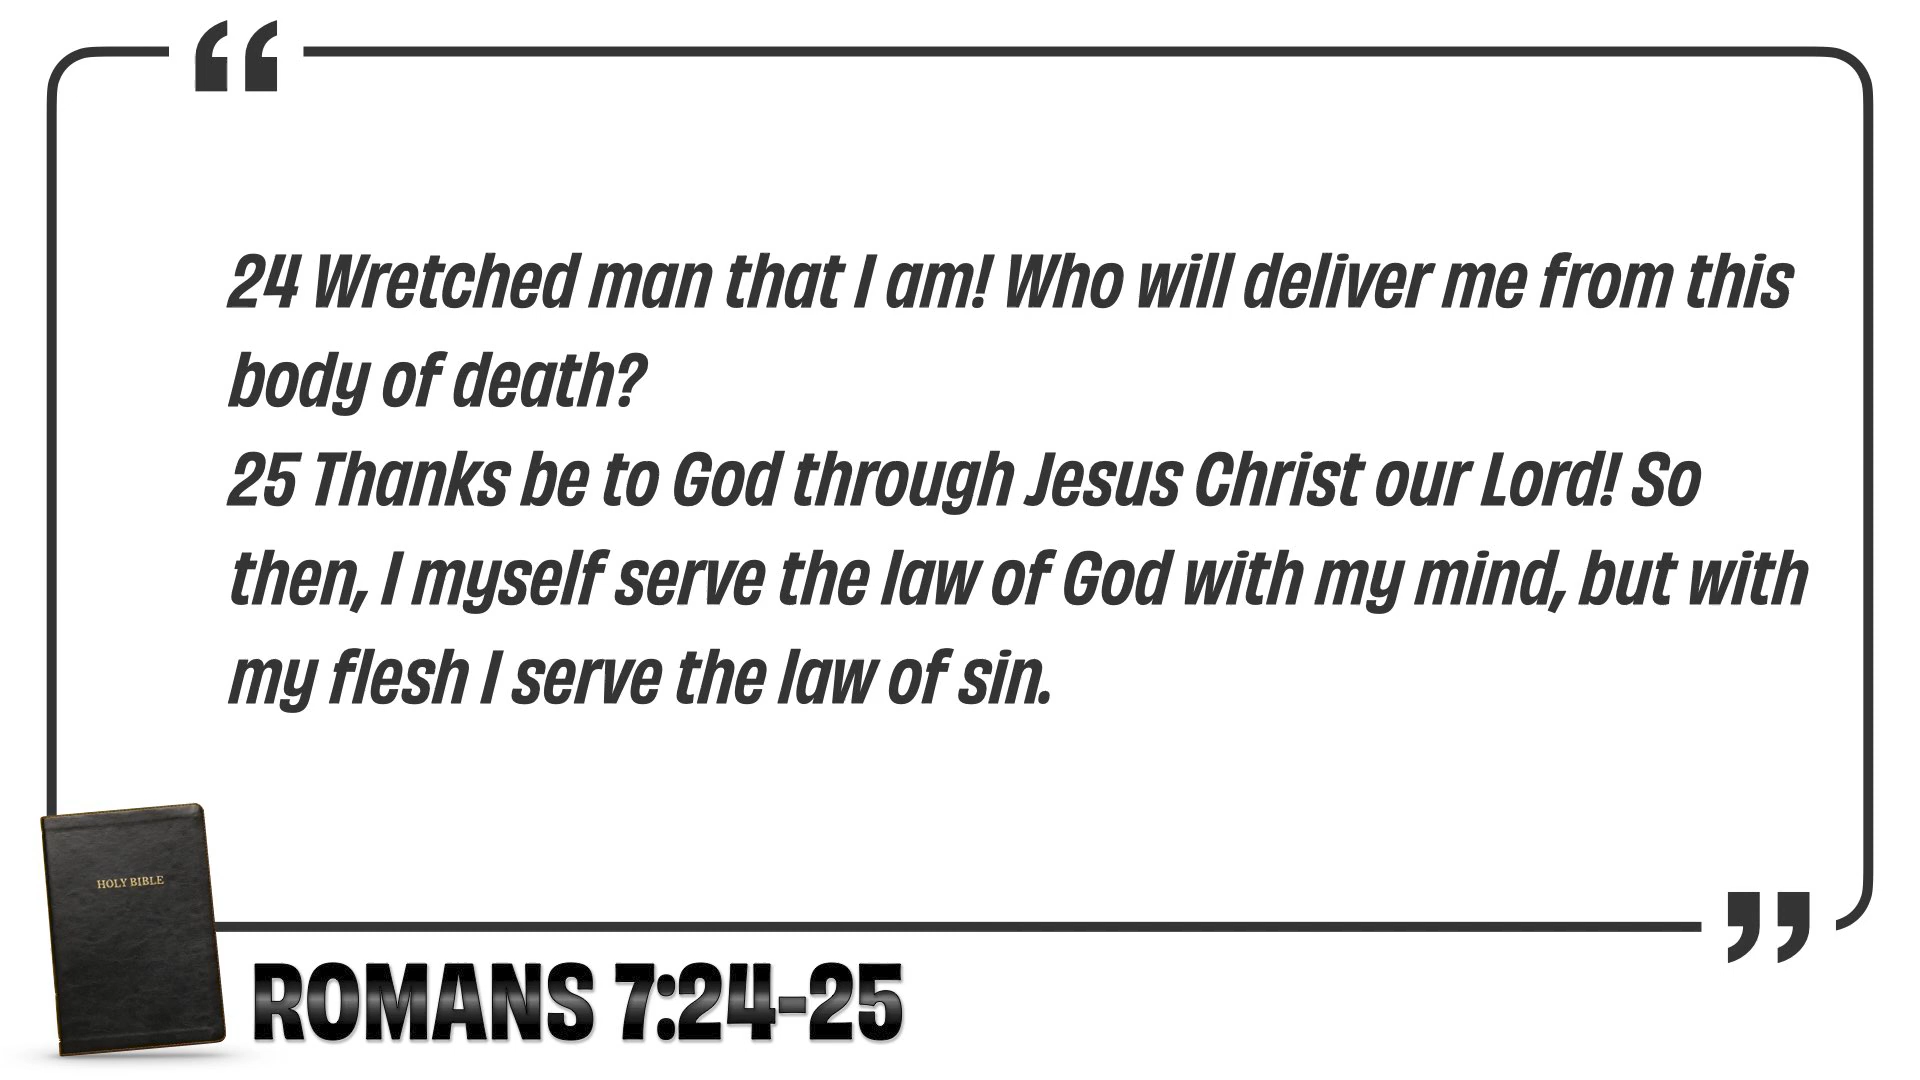 “
24 Wretched man that I am! Who will deliver me from this
body of death?
25 Thanks be to God through Jesus Christ our Lord! So
then, I myself serve the law of God with my mind, but with
my flesh I serve the law of sin.
HOLY BIBLE
”
ROMANS 7:24-25